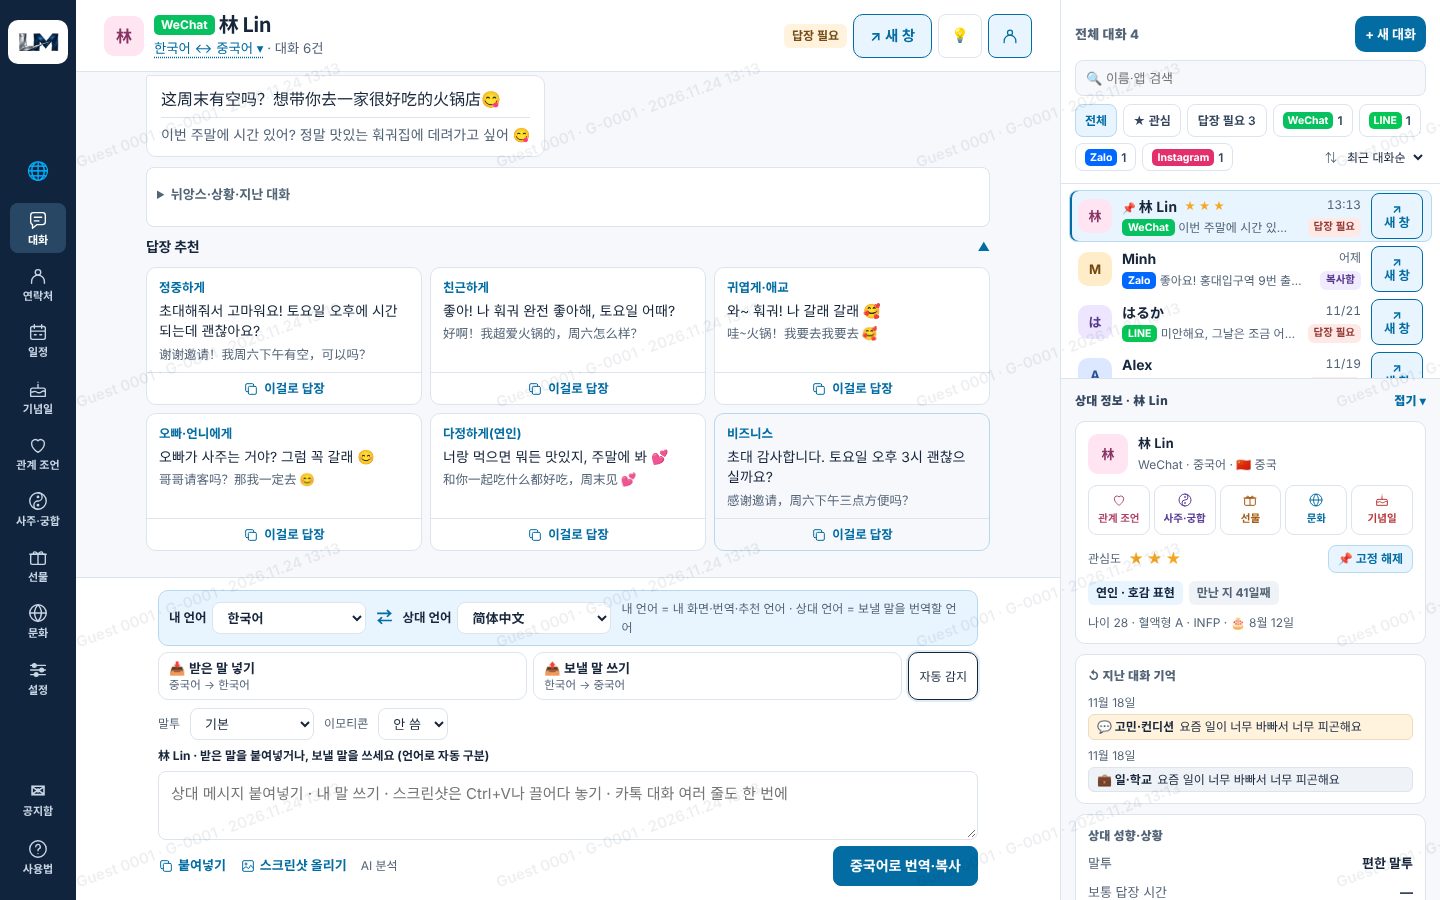 LM
대화
연락처
일정
기념일
관계 조언
사주·궁합
선물
문화
설정
공지함
사용법
林
WeChat 林 Lin
한국어 ↔ 중국어 ▾ · 대화 6건
답장 필요
새 창
这周末有空吗？想带你去一家很好吃的火锅店😋
이번 주말에 시간 있어? 정말 맛있는 훠궈집에 데려가고 싶어 😋
▶ 뉘앙스·상황·지난 대화
답장 추천
▲
정중하게
초대해줘서 고마워요! 토요일 오후에 시간
되는데 괜찮아요?
谢谢邀请！我周六下午有空，可以吗？
이걸로 답장
친근하게
좋아! 나 훠궈 완전 좋아해, 토요일 어때?
好啊！我超爱火锅的，周六怎么样？
이걸로 답장
귀엽게·애교
와~ 훠궈! 나 갈래 갈래 🥰
哇~火锅！我要去我要去 🥰
이걸로 답장
오빠·언니에게
오빠가 사주는 거야? 그럼 꼭 갈래 😊
哥哥请客吗？那我一定去 😊
이걸로 답장
다정하게(연인)
너랑 먹으면 뭐든 맛있지, 주말에 봐 💕
和你一起吃什么都好吃，周末见 💕
이걸로 답장
비즈니스
초대 감사합니다. 토요일 오후 3시 괜찮으
실까요?
感谢邀请，周六下午三点方便吗？
이걸로 답장
내 언어 한국어 ⇄ 상대 언어 简体中文
내 언어 = 내 화면·번역·추천 언어 · 상대 언어 = 보낼 말을 번역할 언
어
📥 받은 말 넣기
중국어 → 한국어
📤 보낼 말 쓰기
한국어 → 중국어
자동 감지
말투 기본 이모티콘 안 씀
林 Lin · 받은 말을 붙여넣거나, 보낼 말을 쓰세요 (언어로 자동 구분)
상대 메시지 붙여넣기 · 내 말 쓰기 · 스크린샷은 Ctrl+V나 끌어다 놓기 · 카톡 대화 여러 줄도 한 번에
붙여넣기 스크린샷 올리기 AI 분석
중국어로 번역·복사
전체 대화 4
+ 새 대화
🔍 이름·앱 검색
전체
★ 관심
답장 필요 3
WeChat 1
LINE 1
Zalo 1
Instagram 1
최근 대화순
林
📌 林 Lin ★ ★ ★
13:13
WeChat 이번 주말에 시간 있...
답장 필요
새 창
M
Minh
어제
Zalo 좋아요! 홍대입구역 9번 출...
복사함
새 창
は
はるか
11/21
LINE 미안해요, 그날은 조금 어...
답장 필요
새 창
A
Alex
11/19
새 창
상대 정보 · 林 Lin
접기 ▾
林
林 Lin
WeChat · 중국어 · 🇨🇳 중국
관계 조언
사주·궁합
선물
문화
기념일
관심도 ★ ★ ★
📌 고정 해제
연인 · 호감 표현
만난 지 41일째
나이 28 · 혈액형 A · INFP · 🎂 8월 12일
지난 대화 기억
11월 18일
💬 고민·컨디션 요즘 일이 너무 바빠서 너무 피곤해요
11월 18일
💼 일·학교 요즘 일이 너무 바빠서 너무 피곤해요
상대 성향·상황
말투
편한 말투
보통 답장 시간
—
Guest 0001 · G-0001 · 2026.11.24 13:13